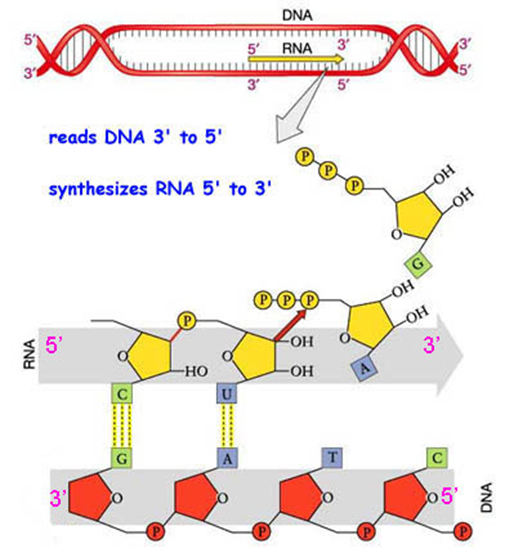 DNA
5' 5' RNA 3' 3'
3' 3' 5' 5'
reads DNA 3' to 5'
synthesizes RNA 5' to 3'
P P P
OH
OH
O
G
P P P P OH
RNA 5' O O OH O OH 3'
HO OH
A
C U
G A T C
3' O O O O 5' DNA
P P P P